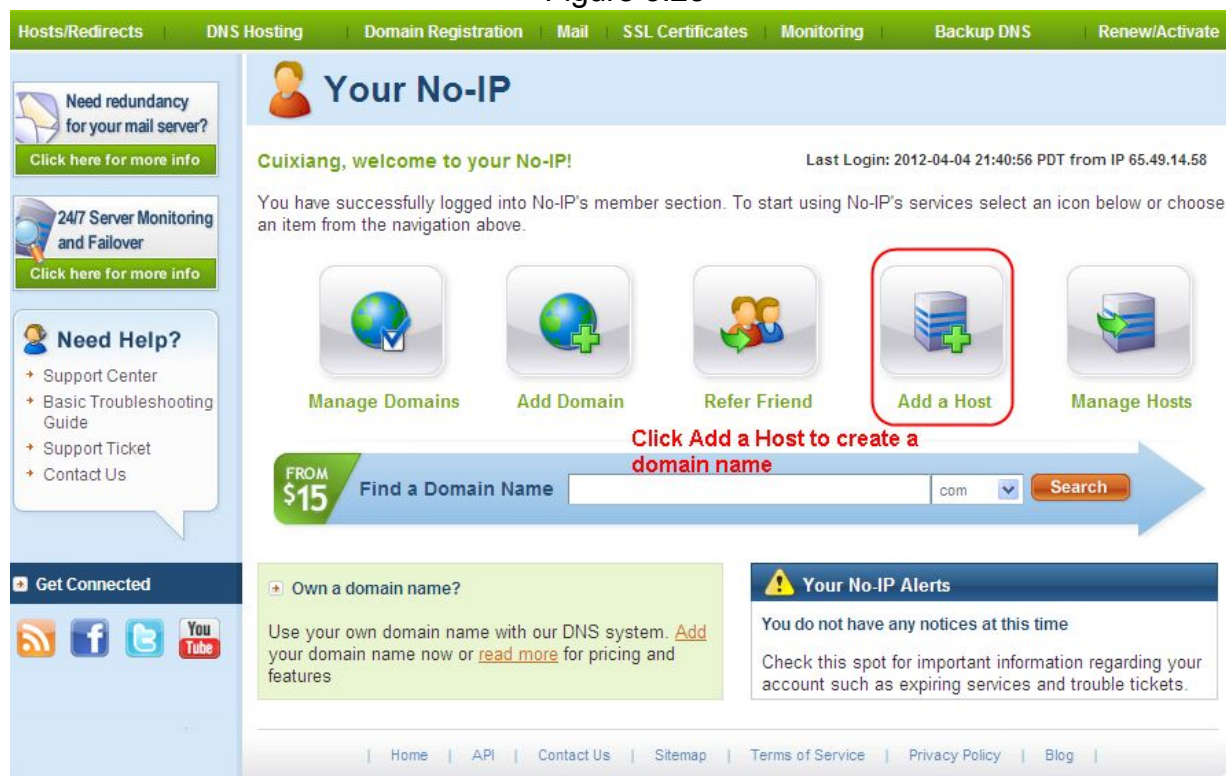 Hosts/Redirects | DNS Hosting | Domain Registration | Mail | SSL Certificates | Monitoring | Backup DNS | Renew/Activate
Need redundancy
for your mail server?
Click here for more info
24/7 Server Monitoring
and Failover
Click here for more info
Need Help?
Support Center
Basic Troubleshooting
Guide
Support Ticket
Contact Us
Get Connected
You
Tube
Your No-IP
Cuixiang, welcome to your No-IP!
Last Login: 2012-04-04 21:40:56 PDT from IP 65.49.14.58
You have successfully logged into No-IP's member section. To start using No-IP's services select an icon below or choose
an item from the navigation above.
Manage Domains
Add Domain
Refer Friend
Add a Host
Manage Hosts
Click Add a Host to create a
domain name
FROM
$15
Find a Domain Name
com
Search
Own a domain name?
Use your own domain name with our DNS system. Add
your domain name now or read more for pricing and
features
Your No-IP Alerts
You do not have any notices at this time
Check this spot for important information regarding your
account such as expiring services and trouble tickets.
| Home | API | Contact Us | Sitemap | Terms of Service | Privacy Policy | Blog |